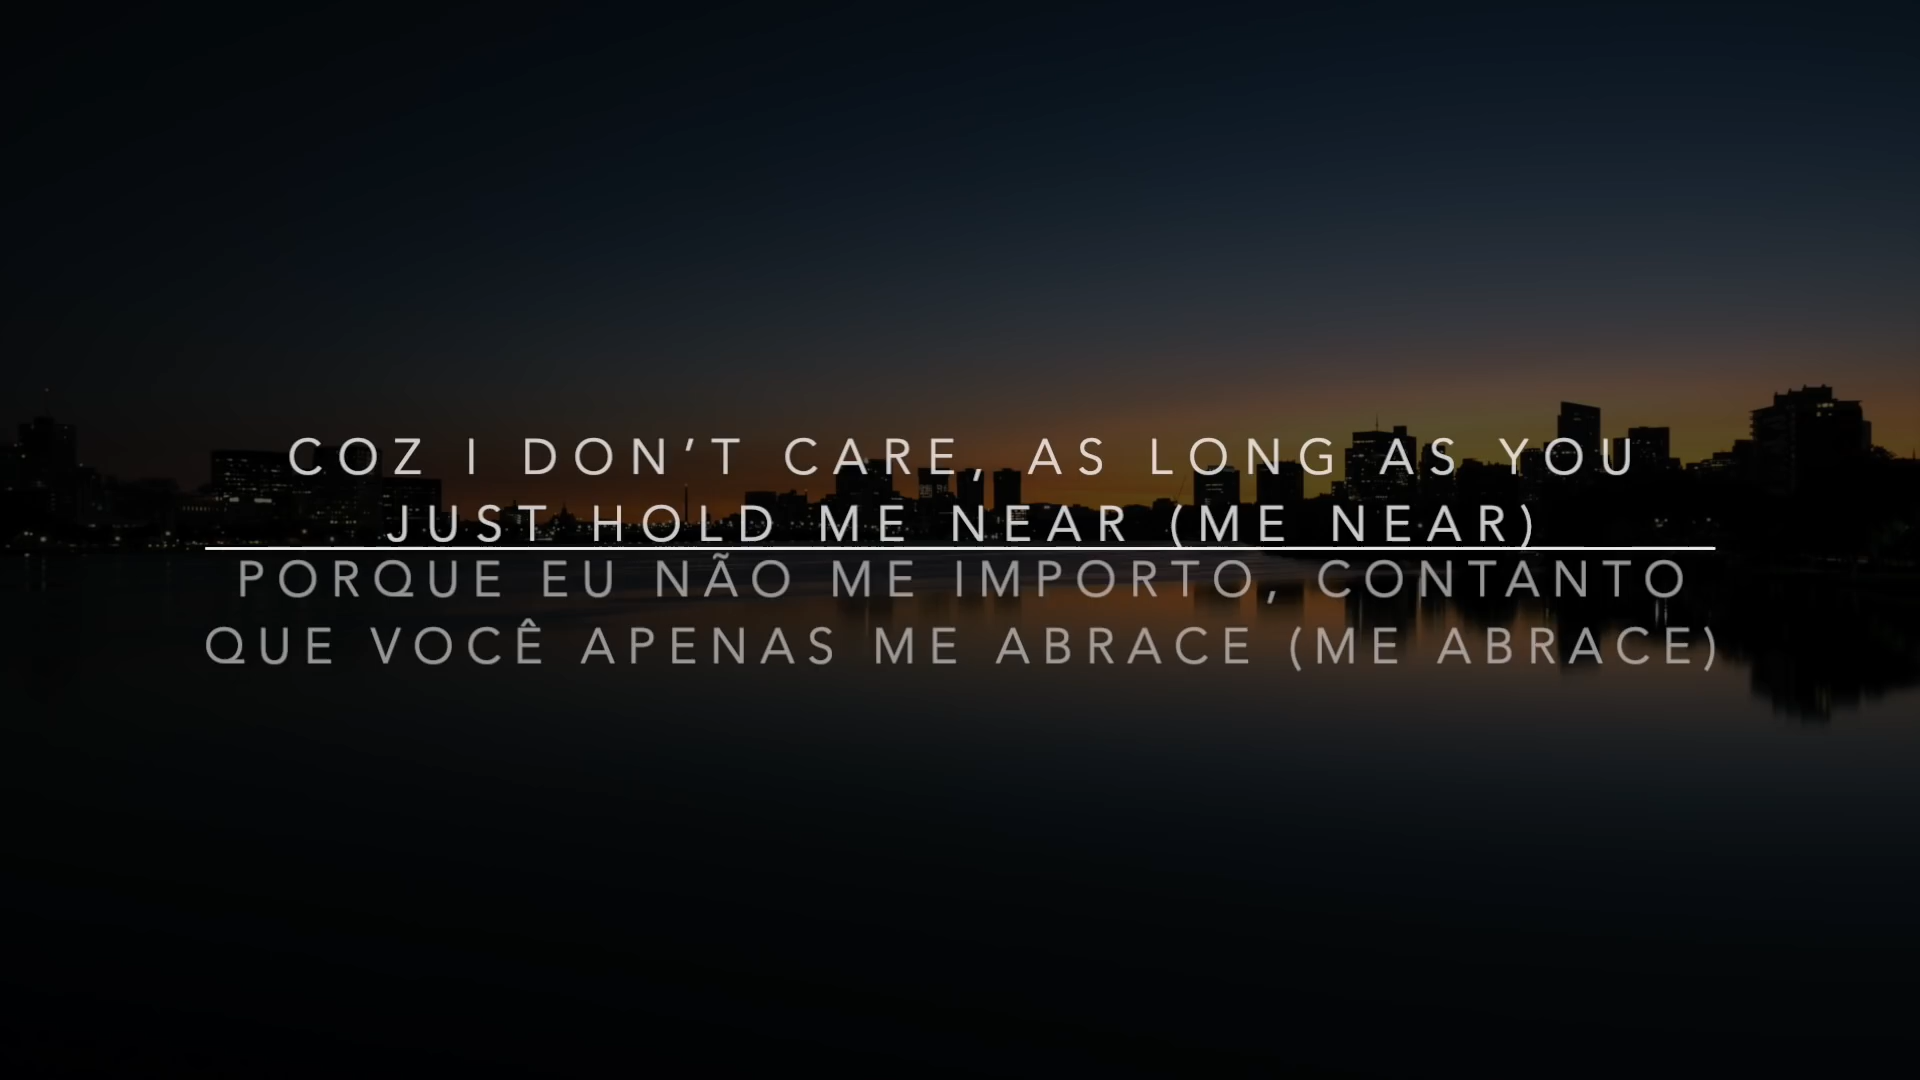 COZ I DON’T CARE, AS LONG AS YOU
JUST HOLD ME NEAR (ME NEAR)
PORQUE EU NÃO ME IMPORTO, CONTANTO
QUE VOCÊ APENAS ME ABRACE (ME ABRACE)